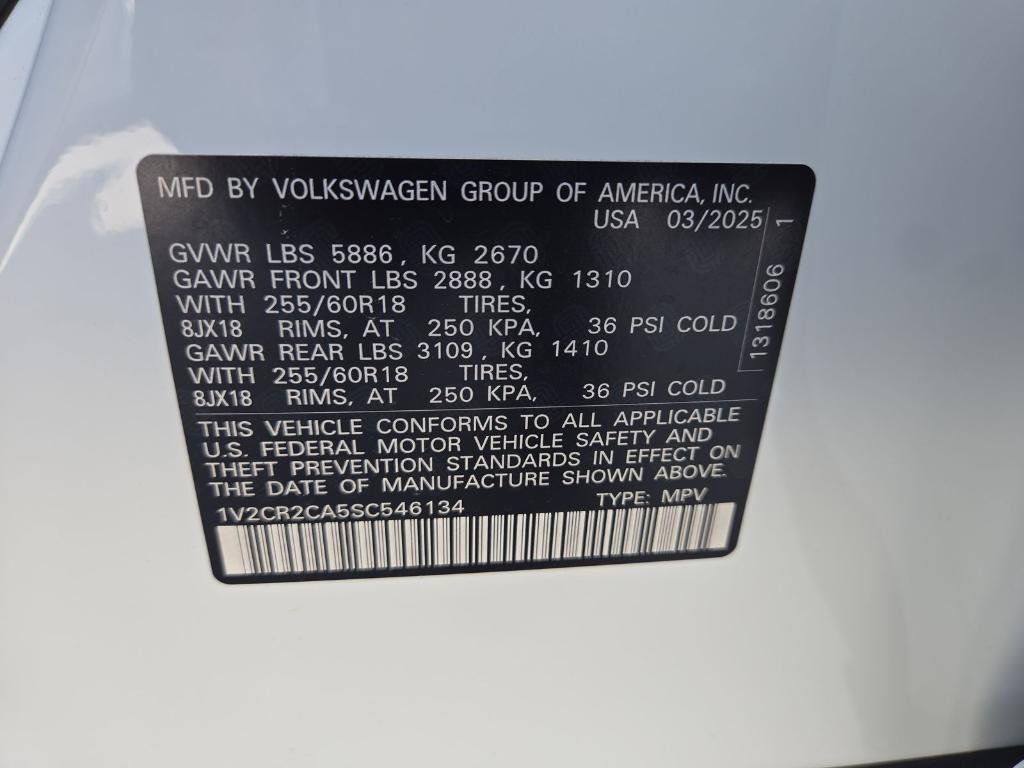 MFD BY VOLKSWAGEN GROUP OF AMERICA, INC.
USA 03/2025
GVWR LBS 5886, KG 2670
GAWR FRONT LBS 2888, KG 1310
WITH 255/60R18 TIRES,
8JX18 RIMS, AT 250 KPA, 36 PSI COLD
GAWR REAR LBS 3109, KG 1410
WITH 255/60R18 TIRES,
8JX18 RIMS, AT 250 KPA, 36 PSI COLD
THIS VEHICLE CONFORMS TO ALL APPLICABLE
U.S. FEDERAL MOTOR VEHICLE SAFETY AND
THEFT PREVENTION STANDARDS IN EFFECT ON
THE DATE OF MANUFACTURE SHOWN ABOVE.
1V2CR2CA5SC546134 TYPE: MPV
1318606 1